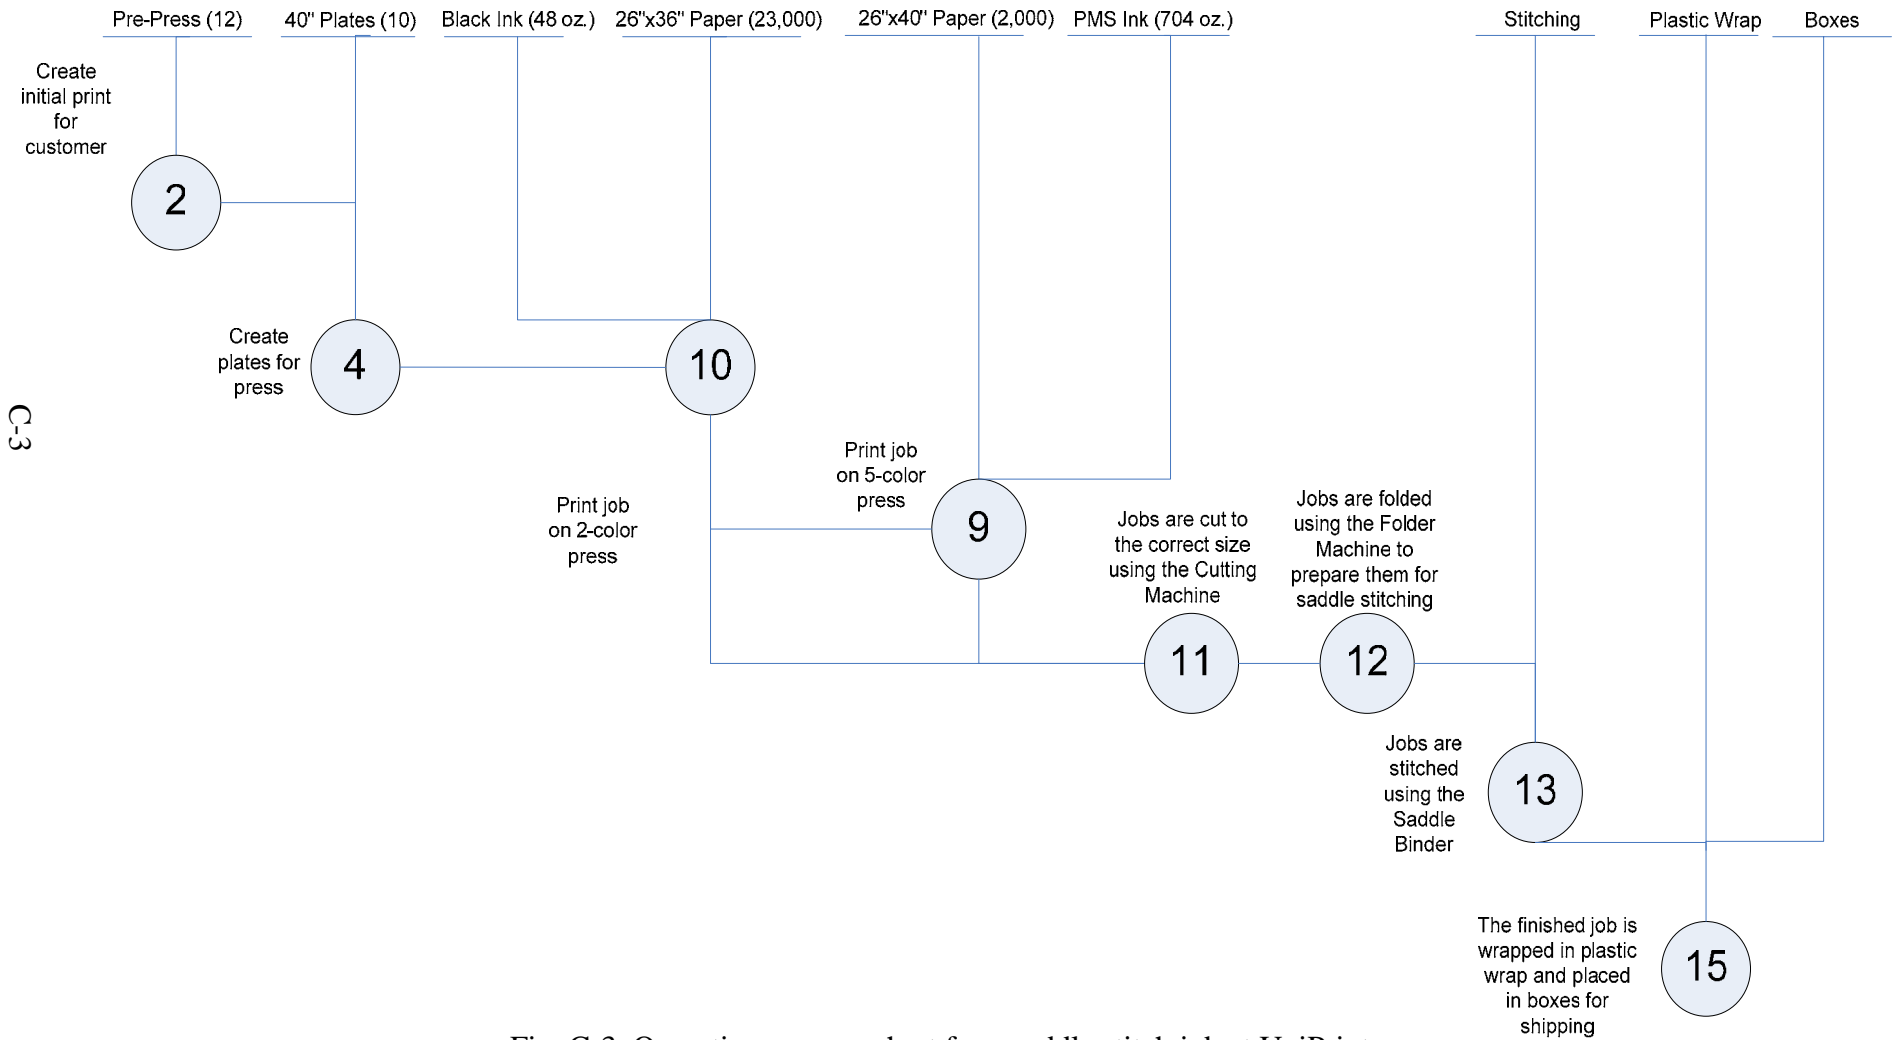 Pre-Press (12)
40" Plates (10)
Black Ink (48 oz.)
26"x36" Paper (23,000)
26"x40" Paper (2,000)
PMS Ink (704 oz.)
Stitching
Plastic Wrap
Boxes
Create
initial print
for
customer
2
Create
plates for
press
4
10
C-3
Print job
on 2-color
press
Print job
on 5-color
press
9
Jobs are cut to
the correct size
using the Cutting
Machine
11
Jobs are folded
using the Folder
Machine to
prepare them for
saddle stitching
12
Jobs are
stitched
using the
Saddle
Binder
13
The finished job is
wrapped in plastic
wrap and placed
in boxes for
shipping
15